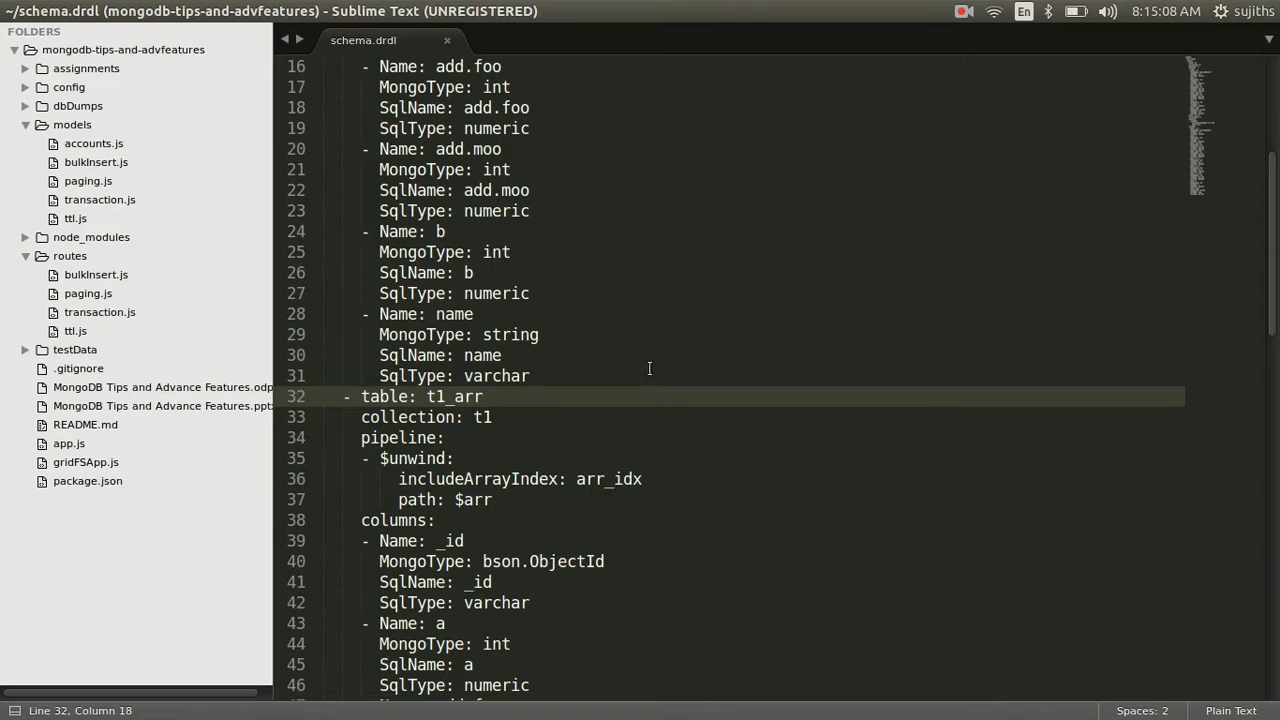 ~/schema.drdl (mongodb-tips-and-advfeatures) - Sublime Text (UNREGISTERED)
En
8:15:08 AM
sujiths
FOLDERS
mongodb-tips-and-advfeatures
assignments
config
dbDumps
models
accounts.js
bulkInsert.js
paging.js
transaction.js
ttl.js
node_modules
routes
bulkInsert.js
paging.js
transaction.js
ttl.js
testData
.gitignore
MongoDB Tips and Advance Features.odp
MongoDB Tips and Advance Features.ppt
README.md
app.js
gridFSApp.js
package.json
schema.drdl ×
16 - Name: add.foo
17 MongoType: int
18 SqlName: add.foo
19 SqlType: numeric
20 - Name: add.moo
21 MongoType: int
22 SqlName: add.moo
23 SqlType: numeric
24 - Name: b
25 MongoType: int
26 SqlName: b
27 SqlType: numeric
28 - Name: name
29 MongoType: string
30 SqlName: name
31 SqlType: varchar
32 - table: t1_arr
33 collection: t1
34 pipeline:
35 - $unwind:
36 includeArrayIndex: arr_idx
37 path: $arr
38 columns:
39 - Name: _id
40 MongoType: bson.ObjectId
41 SqlName: _id
42 SqlType: varchar
43 - Name: a
44 MongoType: int
45 SqlName: a
46 SqlType: numeric
Line 32, Column 18
Spaces: 2
Plain Text